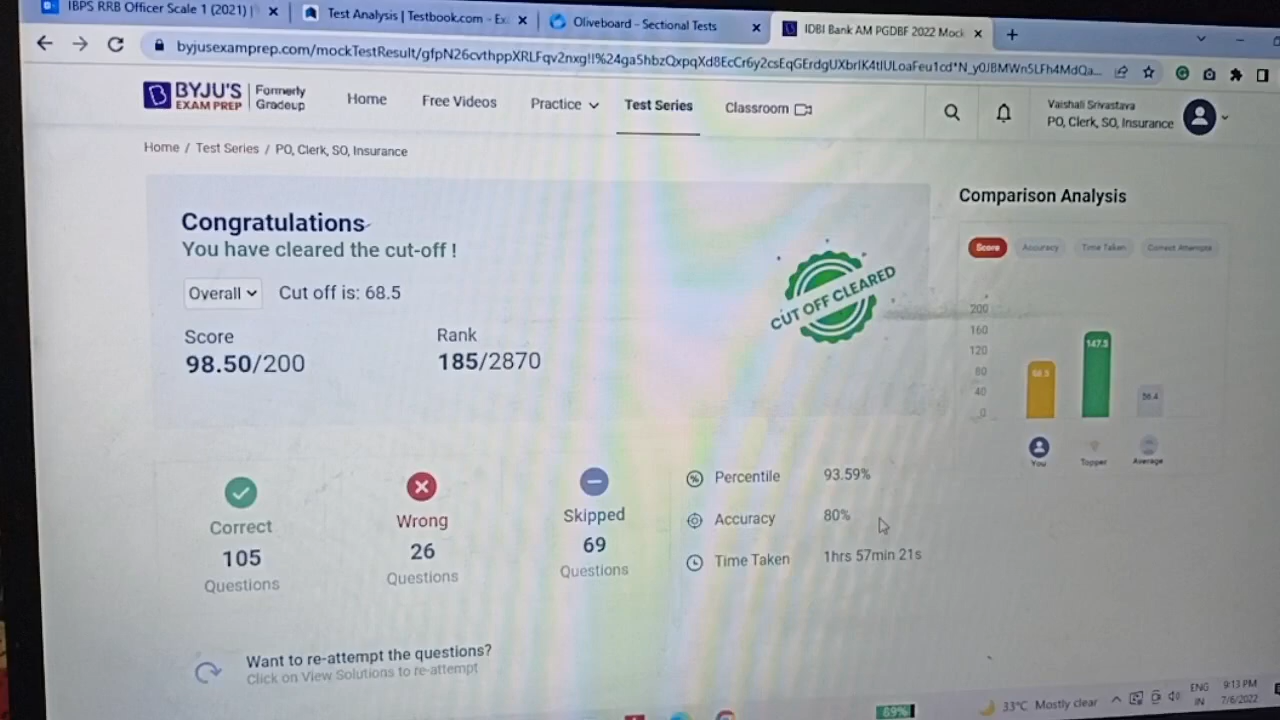 IBPS RRB Officer Scale 1 (2021) |
Test Analysis | Testbook.com - Ex
Oliveboard - Sectional Tests
IDBI Bank AM PGDBF 2022 Mock
BYJU'S
EXAM PREP
Formerly
Gradeup
Home
Free Videos
Practice
Test Series
Classroom
Vaishali Srivastava
PO, Clerk, SO, Insurance
Home / Test Series / PO, Clerk, SO, Insurance
Congratulations
You have cleared the cut-off !
Overall
Cut off is: 68.5
Score
98.50/200
Rank
185/2870
CUT OFF CLEARED
Comparison Analysis
Score
Accuracy
Time Taken
Correct Attempts
200
160
120
80
40
0
147.5
You
Topper
Average
Correct
105
Questions
Wrong
26
Questions
Skipped
69
Questions
Percentile 93.59%
Accuracy 80%
Time Taken 1hrs 57min 21s
Want to re-attempt the questions?
Click on View Solutions to re-attempt
69%
33°C Mostly clear
ENG
IN
9:13 PM
7/6/2022